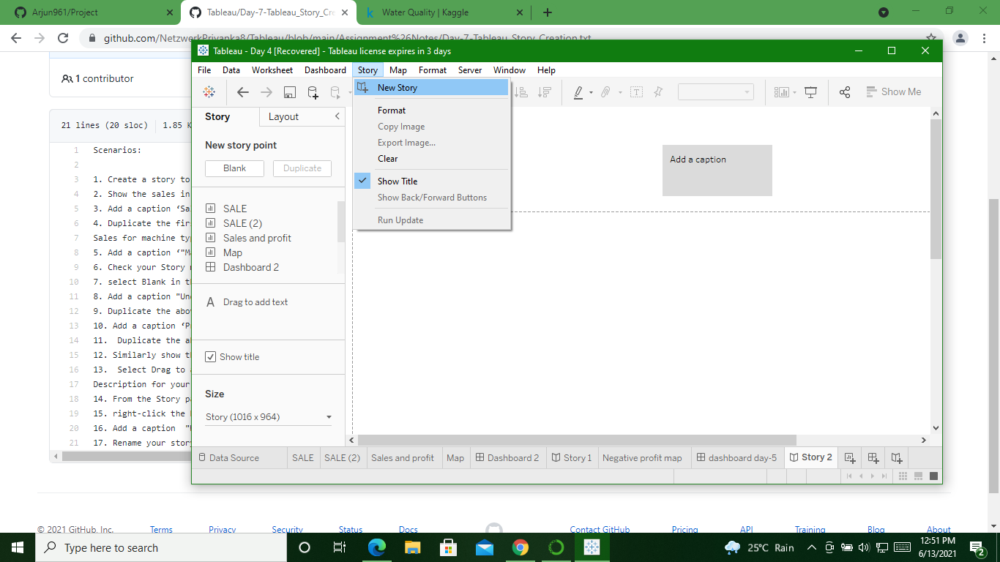 Arjun961/Project
Tableau/Day-7-Tableau_Story_Cre
Water Quality | Kaggle
github.com/NetzwerkPriyanka8/Tableau/blob/main/Assignment%26Notes/Day-7-Tableau_Story_Creation.txt
Tableau - Day 4 [Recovered] - Tableau license expires in 3 days
File Data Worksheet Dashboard Story Map Format Server Window Help
1 contributor
New Story
Show Me
Story Layout
Format
21 lines (20 sloc) 1.85 K
Copy Image
Export Image...
New story point
Clear
Add a caption
Blank Duplicate
Show Title
Show Back/Forward Buttons
Run Update
SALE
SALE (2)
Sales and profit
Map
Dashboard 2
A Drag to add text
Show title
Size
Story (1016 x 964)
1 Scenarios:
2
3 1. Create a story to
4 2. Show the sales in
5 3. Add a caption ‘Sa
6 4. Duplicate the fir
7 Sales for machine typ
8 5. Add a caption ‘"Ma
9 6. Check your Story
10 7. select Blank in th
11 8. Add a caption "Un
12 9. Duplicate the abo
13 10. Add a caption ‘P
14 11.  Duplicate the a
15 12. Similarly show th
16 13.  Select Drag to
17 Description for your
18 14. From the Story pa
19 15. right-click the
20 16. Add a caption  "
21 17. Rename your story
Data Source SALE SALE (2) Sales and profit Map Dashboard 2 Story 1 Negative profit map dashboard day-5 Story 2
© 2021 GitHub, Inc. Terms Privacy Security Status Docs Contact GitHub Pricing API Training Blog About
Type here to search
25°C Rain
12:51 PM
6/13/2021
2